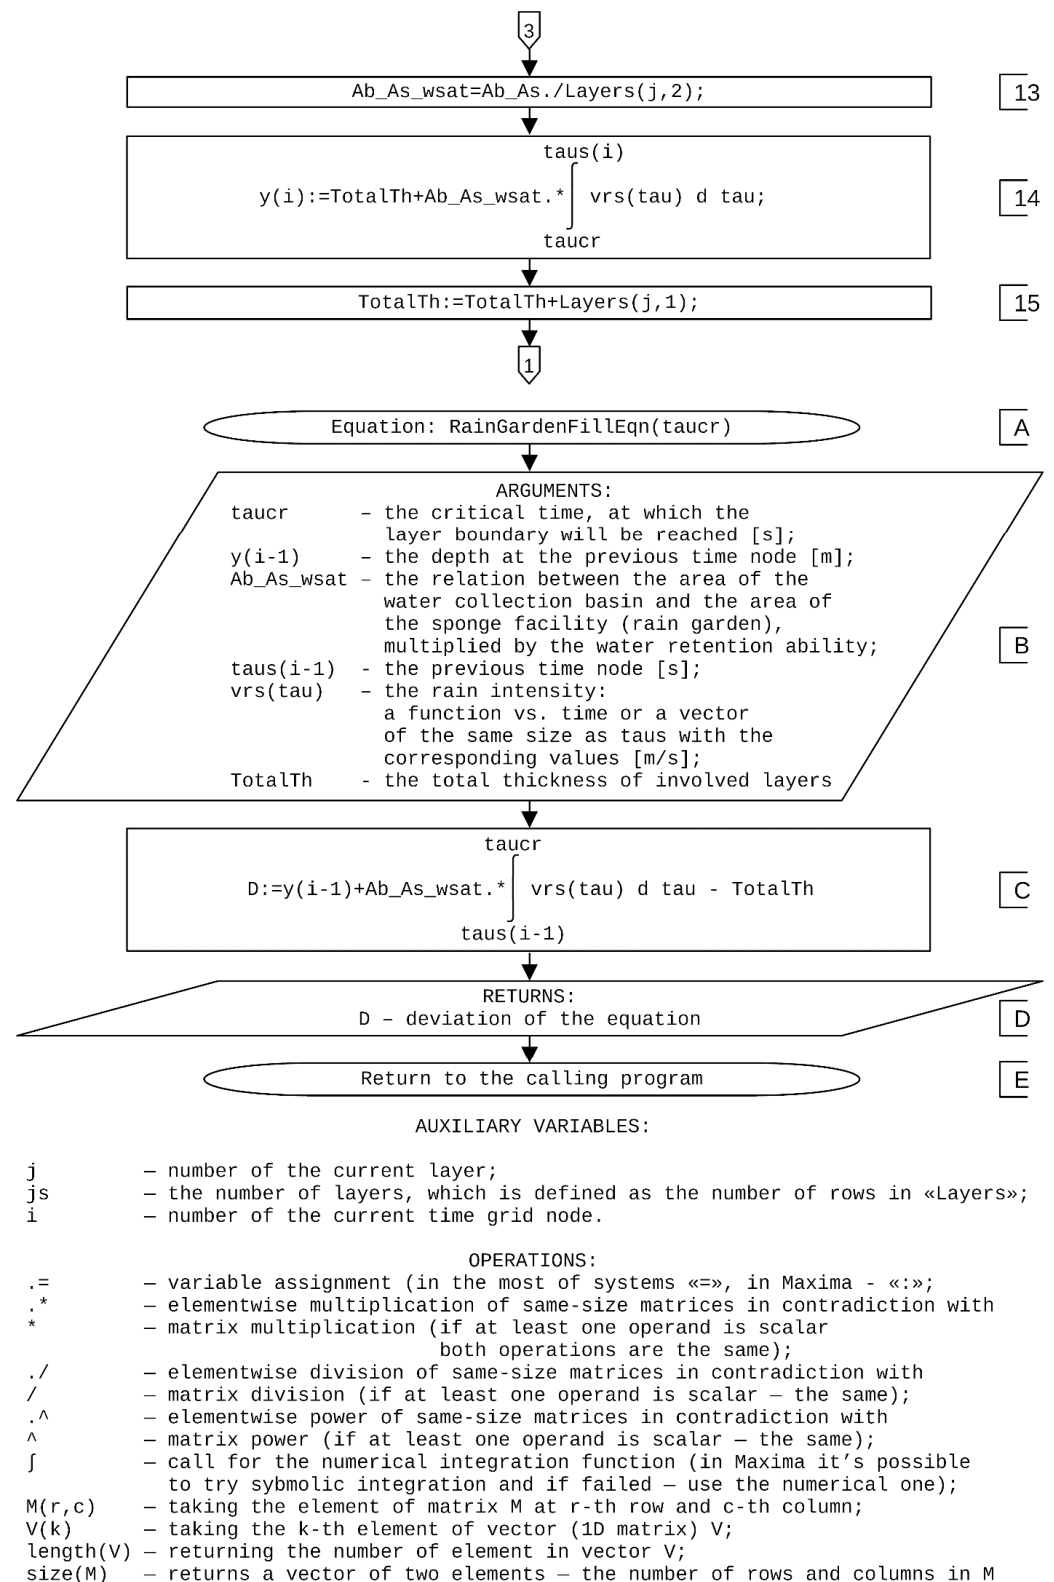 3
Ab_As_wsat=Ab_As./Layers(j,2);
13
taus(i)
y(i):=TotalTh+Ab_As_wsat.*∫ vrs(tau) d tau;
14
taucr
TotalTh:=TotalTh+Layers(j,1);
15
1
Equation: RainGardenFillEqn(taucr)
A
ARGUMENTS:
taucr – the critical time, at which the
layer boundary will be reached [s];
y(i-1) – the depth at the previous time node [m];
Ab_As_wsat – the relation between the area of the
water collection basin and the area of
the sponge facility (rain garden),
multiplied by the water retention ability;
B
taus(i-1) - the previous time node [s];
vrs(tau) – the rain intensity:
a function vs. time or a vector
of the same size as taus with the
corresponding values [m/s];
TotalTh - the total thickness of involved layers
taucr
D:=y(i-1)+Ab_As_wsat.*∫ vrs(tau) d tau - TotalTh
C
taus(i-1)
RETURNS:
D – deviation of the equation
D
Return to the calling program
E
AUXILIARY VARIABLES:
j — number of the current layer;
js — the number of layers, which is defined as the number of rows in «Layers»;
i — number of the current time grid node.
OPERATIONS:
.= — variable assignment (in the most of systems «=», in Maxima - «:»;
.* — elementwise multiplication of same-size matrices in contradiction with
* — matrix multiplication (if at least one operand is scalar
both operations are the same);
./ — elementwise division of same-size matrices in contradiction with
/ — matrix division (if at least one operand is scalar — the same);
.^ — elementwise power of same-size matrices in contradiction with
^ — matrix power (if at least one operand is scalar — the same);
∫ — call for the numerical integration function (in Maxima it’s possible
to try sybmolic integration and if failed — use the numerical one);
M(r,c) — taking the element of matrix M at r-th row and c-th column;
V(k) — taking the k-th element of vector (1D matrix) V;
length(V) — returning the number of element in vector V;
size(M) — returns a vector of two elements — the number of rows and columns in M